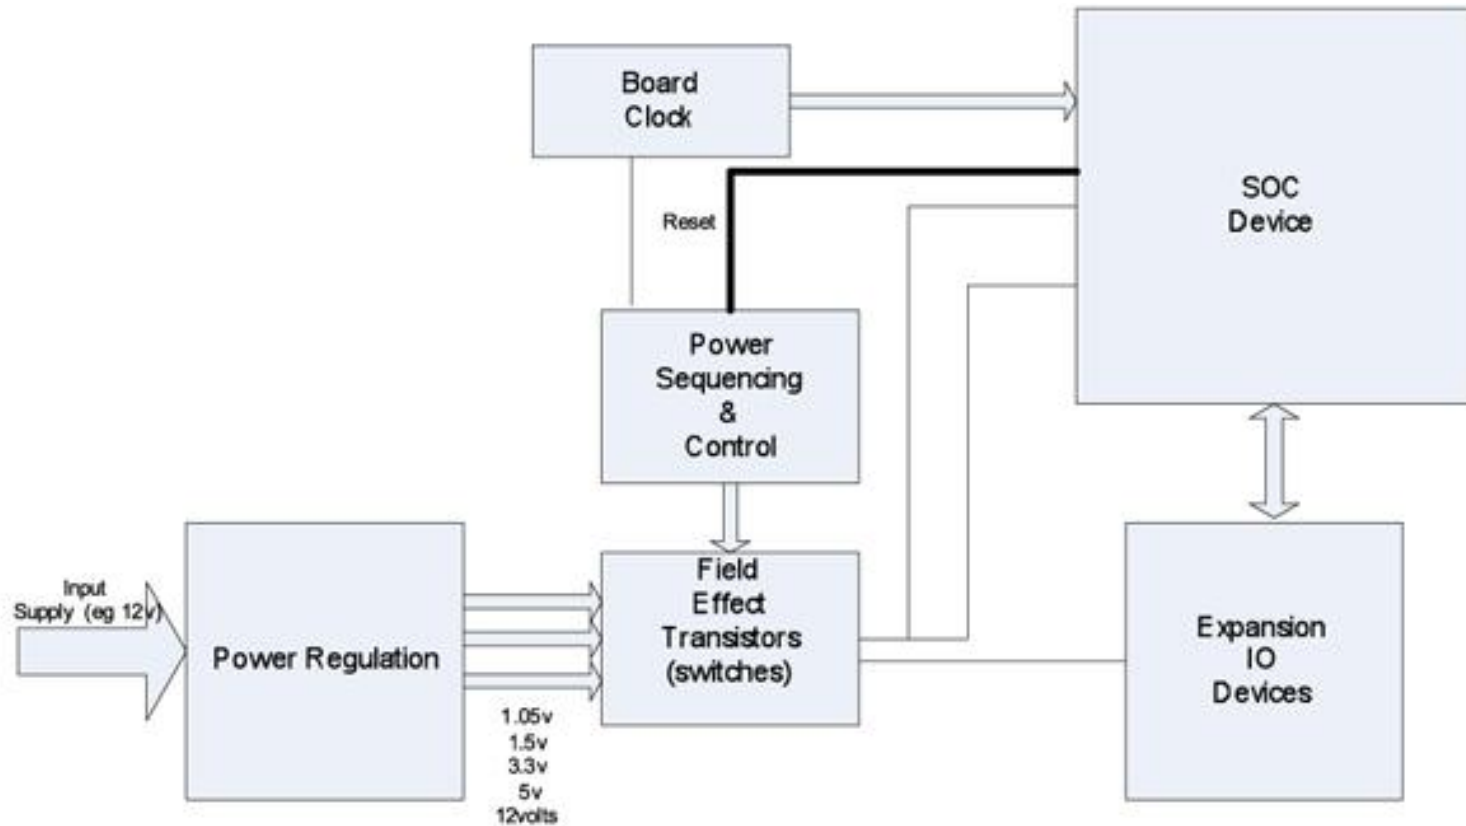 Board
Clock
SOC
Device
Reset
Power
Sequencing
&
Control
Input
Supply (eg 12v)
Power Regulation
Field
Effect
Transistors
(switches)
Expansion
IO
Devices
1.05v
1.5v
3.3v
5v
12volts